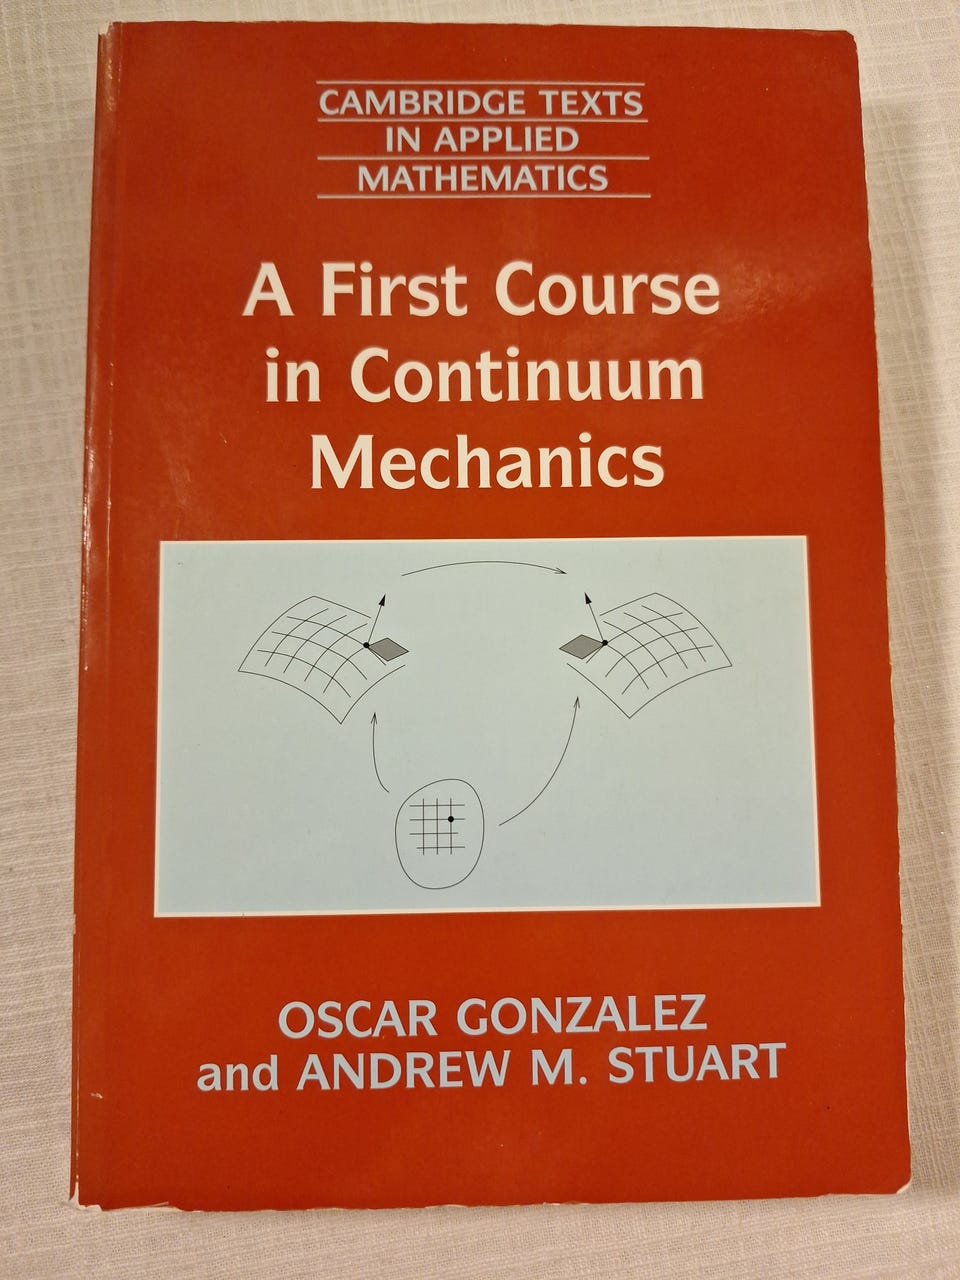 CAMBRIDGE TEXTS
IN APPLIED
MATHEMATICS
A First Course
in Continuum
Mechanics
OSCAR GONZALEZ
and ANDREW M. STUART